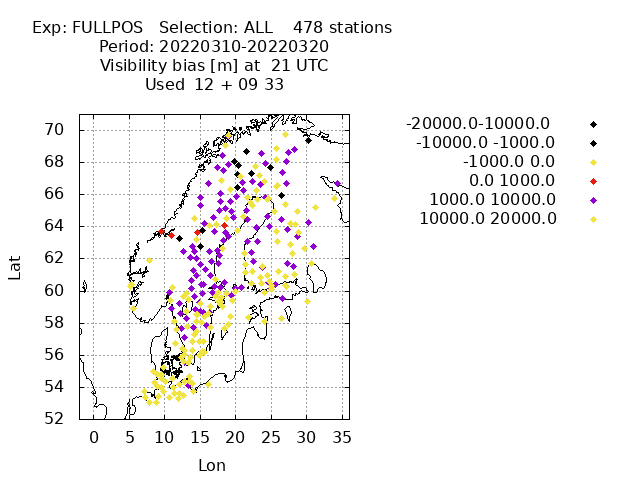 Exp: FULLPOS   Selection: ALL    478 stations
Period: 20220310-20220320
Visibility bias [m] at  21 UTC
Used  12 + 09 33
-20000.0-10000.0
-10000.0 -1000.0
-1000.0 0.0
0.0 1000.0
1000.0 10000.0
10000.0 20000.0
70
68
66
64
62
60
58
56
54
52
Lat
0 5 10 15 20 25 30 35
Lon